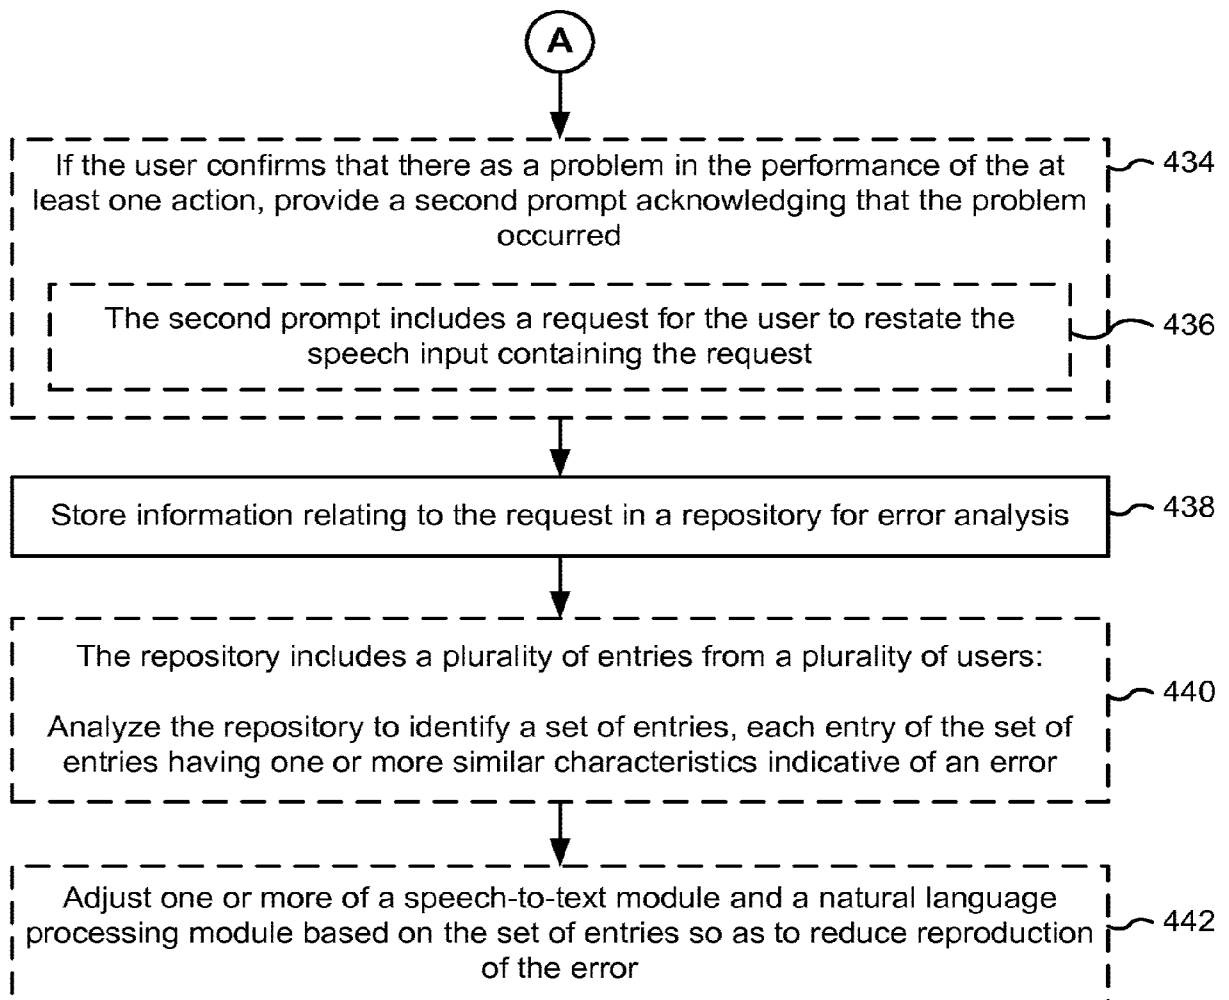 A
If the user confirms that there as a problem in the performance of the at
least one action, provide a second prompt acknowledging that the problem
occurred
434
The second prompt includes a request for the user to restate the
speech input containing the request
436
Store information relating to the request in a repository for error analysis
438
The repository includes a plurality of entries from a plurality of users:
Analyze the repository to identify a set of entries, each entry of the set of
entries having one or more similar characteristics indicative of an error
440
Adjust one or more of a speech-to-text module and a natural language
processing module based on the set of entries so as to reduce reproduction
of the error
442